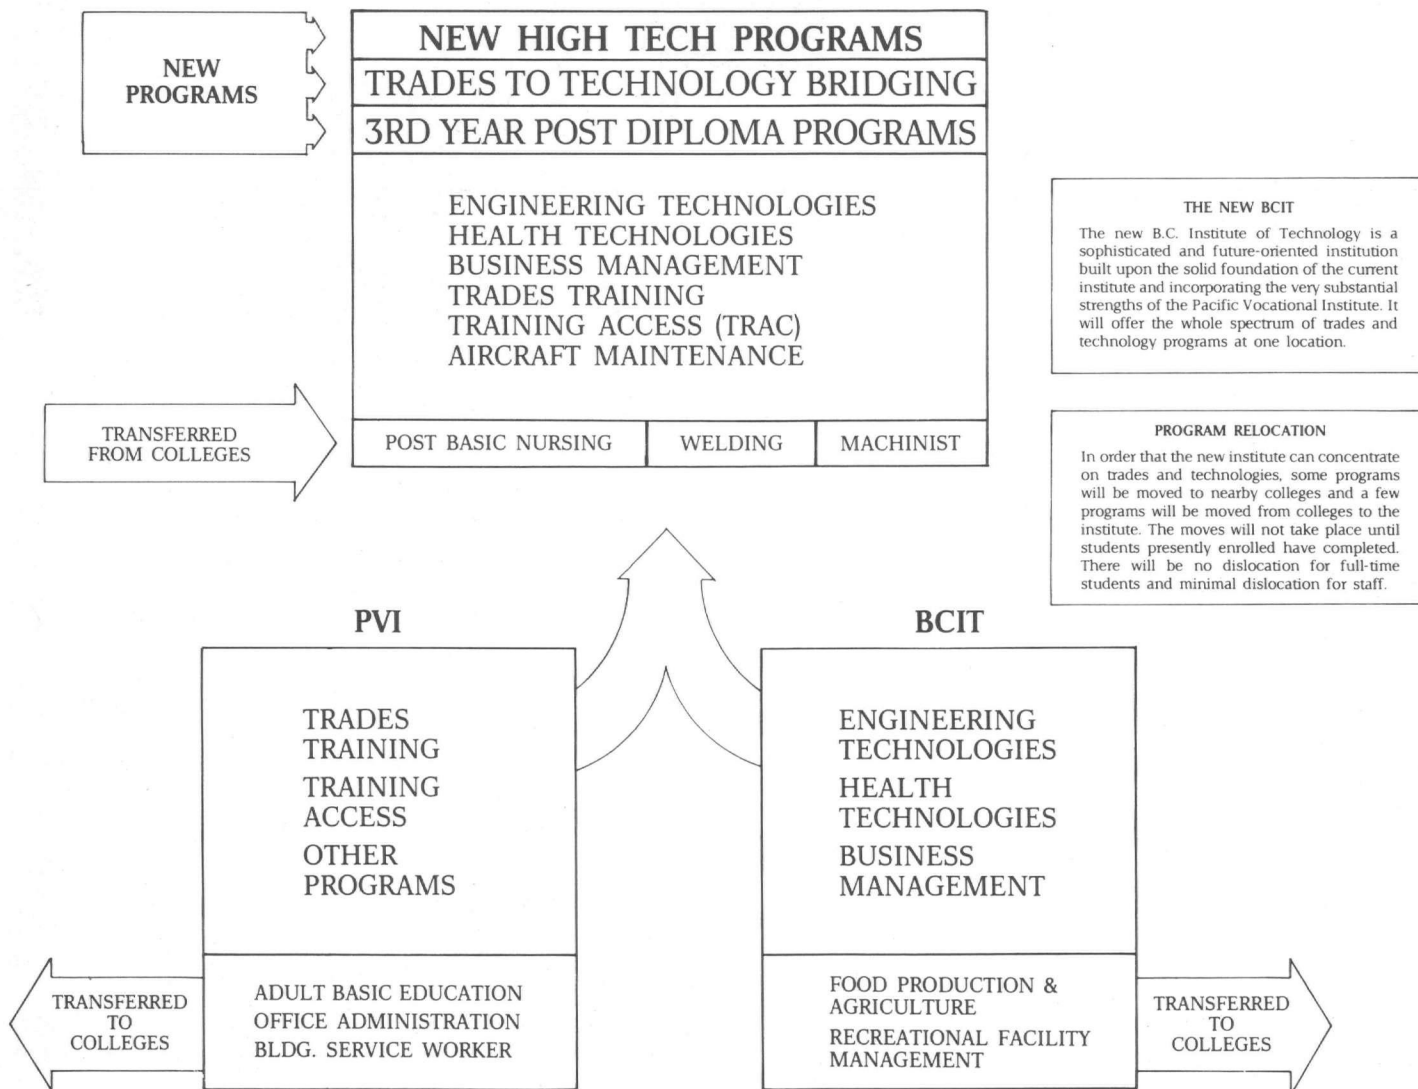 NEW
PROGRAMS
NEW HIGH TECH PROGRAMS
TRADES TO TECHNOLOGY BRIDGING
3RD YEAR POST DIPLOMA PROGRAMS
ENGINEERING TECHNOLOGIES
HEALTH TECHNOLOGIES
BUSINESS MANAGEMENT
TRADES TRAINING
TRAINING ACCESS (TRAC)
AIRCRAFT MAINTENANCE
TRANSFERRED
FROM COLLEGES
POST BASIC NURSING
WELDING
MACHINIST
THE NEW BCIT
The new B.C. Institute of Technology is a
sophisticated and future-oriented institution
built upon the solid foundation of the current
institute and incorporating the very substantial
strengths of the Pacific Vocational Institute. It
will offer the whole spectrum of trades and
technology programs at one location.
PROGRAM RELOCATION
In order that the new institute can concentrate
on trades and technologies, some programs
will be moved to nearby colleges and a few
programs will be moved from colleges to the
institute. The moves will not take place until
students presently enrolled have completed.
There will be no dislocation for full-time
students and minimal dislocation for staff.
PVI
TRADES
TRAINING
TRAINING
ACCESS
OTHER
PROGRAMS
TRANSFERRED
TO
COLLEGES
ADULT BASIC EDUCATION
OFFICE ADMINISTRATION
BLDG. SERVICE WORKER
BCIT
ENGINEERING
TECHNOLOGIES
HEALTH
TECHNOLOGIES
BUSINESS
MANAGEMENT
FOOD PRODUCTION &
AGRICULTURE
RECREATIONAL FACILITY
MANAGEMENT
TRANSFERRED
TO
COLLEGES